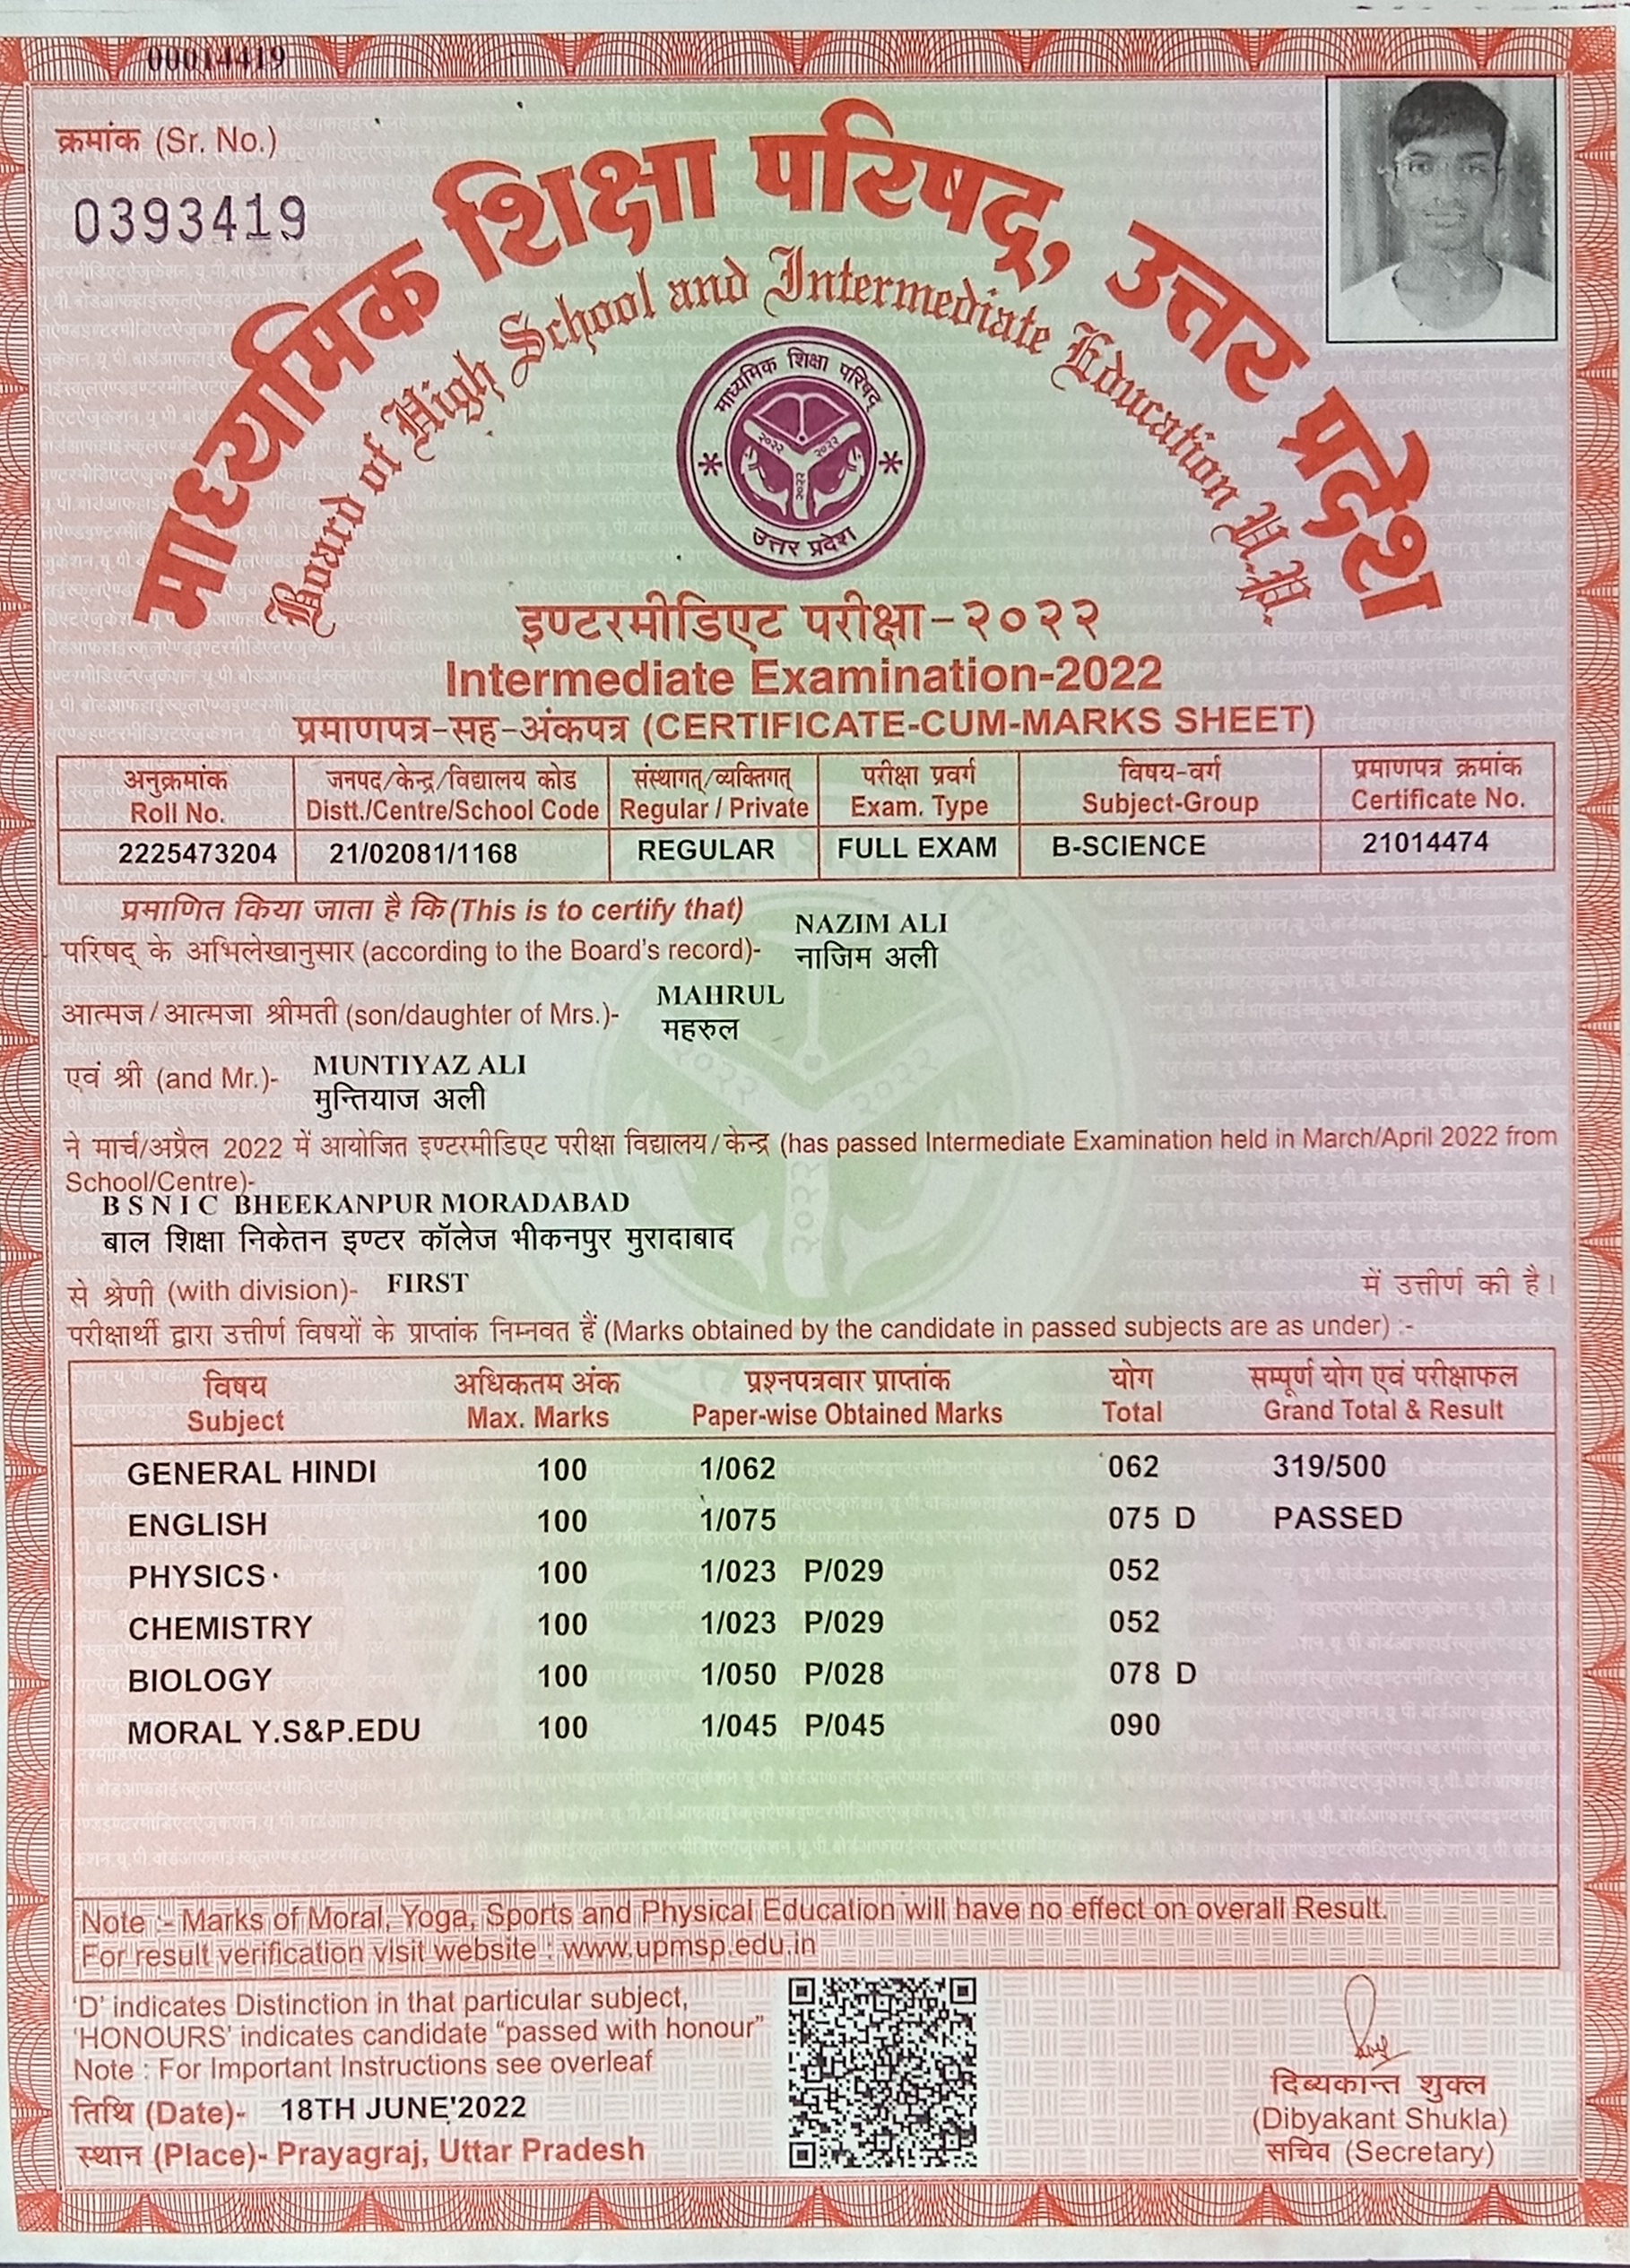 00014419
क्रमांक (Sr. No.)
0393419
माध्यमिक शिक्षा परिषद्, उत्तर प्रदेश
Board of High School and Intermediate Education U.P.
माध्यमिक शिक्षा परिषद्
२०२२ २०२२
२०२२
उत्तर प्रदेश
इण्टरमीडिएट परीक्षा-२०२२
Intermediate Examination-2022
प्रमाणपत्र-सह-अंकपत्र (CERTIFICATE-CUM-MARKS SHEET)
अनुक्रमांक जनपद/केन्द्र/विद्यालय कोड संस्थागत्/व्यक्तिगत् परीक्षा प्रवर्ग विषय-वर्ग प्रमाणपत्र क्रमांक
Roll No. Distt./Centre/School Code Regular / Private Exam. Type Subject-Group Certificate No.
2225473204 21/02081/1168 REGULAR FULL EXAM B-SCIENCE 21014474
प्रमाणित किया जाता है कि (This is to certify that) NAZIM ALI
परिषद् के अभिलेखानुसार (according to the Board's record)- नाजिम अली
MAHRUL
आत्मज/आत्मजा श्रीमती (son/daughter of Mrs.)- महरुल
MUNTIYAZ ALI
एवं श्री (and Mr.)- मुन्तियाज अली
ने मार्च/अप्रैल 2022 में आयोजित इण्टरमीडिएट परीक्षा विद्यालय/केन्द्र (has passed Intermediate Examination held in March/April 2022 from
School/Centre)-
B S N I C BHEEKANPUR MORADABAD
बाल शिक्षा निकेतन इण्टर कॉलेज भीकनपुर मुरादाबाद
से श्रेणी (with division)- FIRST में उत्तीर्ण की है।
परीक्षार्थी द्वारा उत्तीर्ण विषयों के प्राप्तांक निम्नवत हैं (Marks obtained by the candidate in passed subjects are as under) :-
विषय अधिकतम अंक प्रश्नपत्रवार प्राप्तांक योग सम्पूर्ण योग एवं परीक्षाफल
Subject Max. Marks Paper-wise Obtained Marks Total Grand Total & Result
GENERAL HINDI 100 1/062 062 319/500
ENGLISH 100 1/075 075 D PASSED
PHYSICS 100 1/023 P/029 052
CHEMISTRY 100 1/023 P/029 052
BIOLOGY 100 1/050 P/028 078 D
MORAL Y.S&P.EDU 100 1/045 P/045 090
Note :- Marks of Moral, Yoga, Sports and Physical Education will have no effect on overall Result.
For result verification visit website : www.upmsp.edu.in
'D' indicates Distinction in that particular subject,
'HONOURS' indicates candidate "passed with honour"
Note : For Important Instructions see overleaf
तिथि (Date)- 18TH JUNE'2022
स्थान (Place)- Prayagraj, Uttar Pradesh
दिब्यकान्त शुक्ल
(Dibyakant Shukla)
सचिव (Secretary)